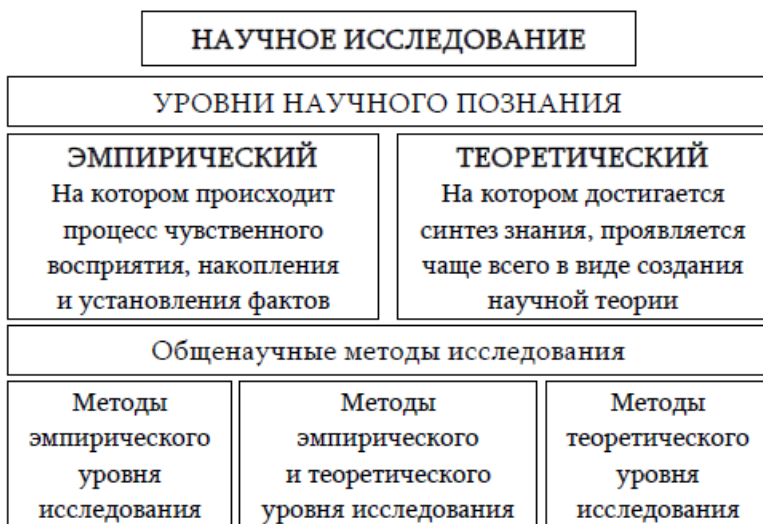 НАУЧНОЕ ИССЛЕДОВАНИЕ
УРОВНИ НАУЧНОГО ПОЗНАНИЯ
ЭМПИРИЧЕСКИЙ
На котором происходит
процесс чувственного
восприятия, накопления
и установления фактов
ТЕОРЕТИЧЕСКИЙ
На котором достигается
синтез знания, проявляется
чаще всего в виде создания
научной теории
Общенаучные методы исследования
Методы
эмпирического
уровня
исследования
Методы
эмпирического
и теоретического
уровня исследования
Методы
теоретического
уровня
исследования